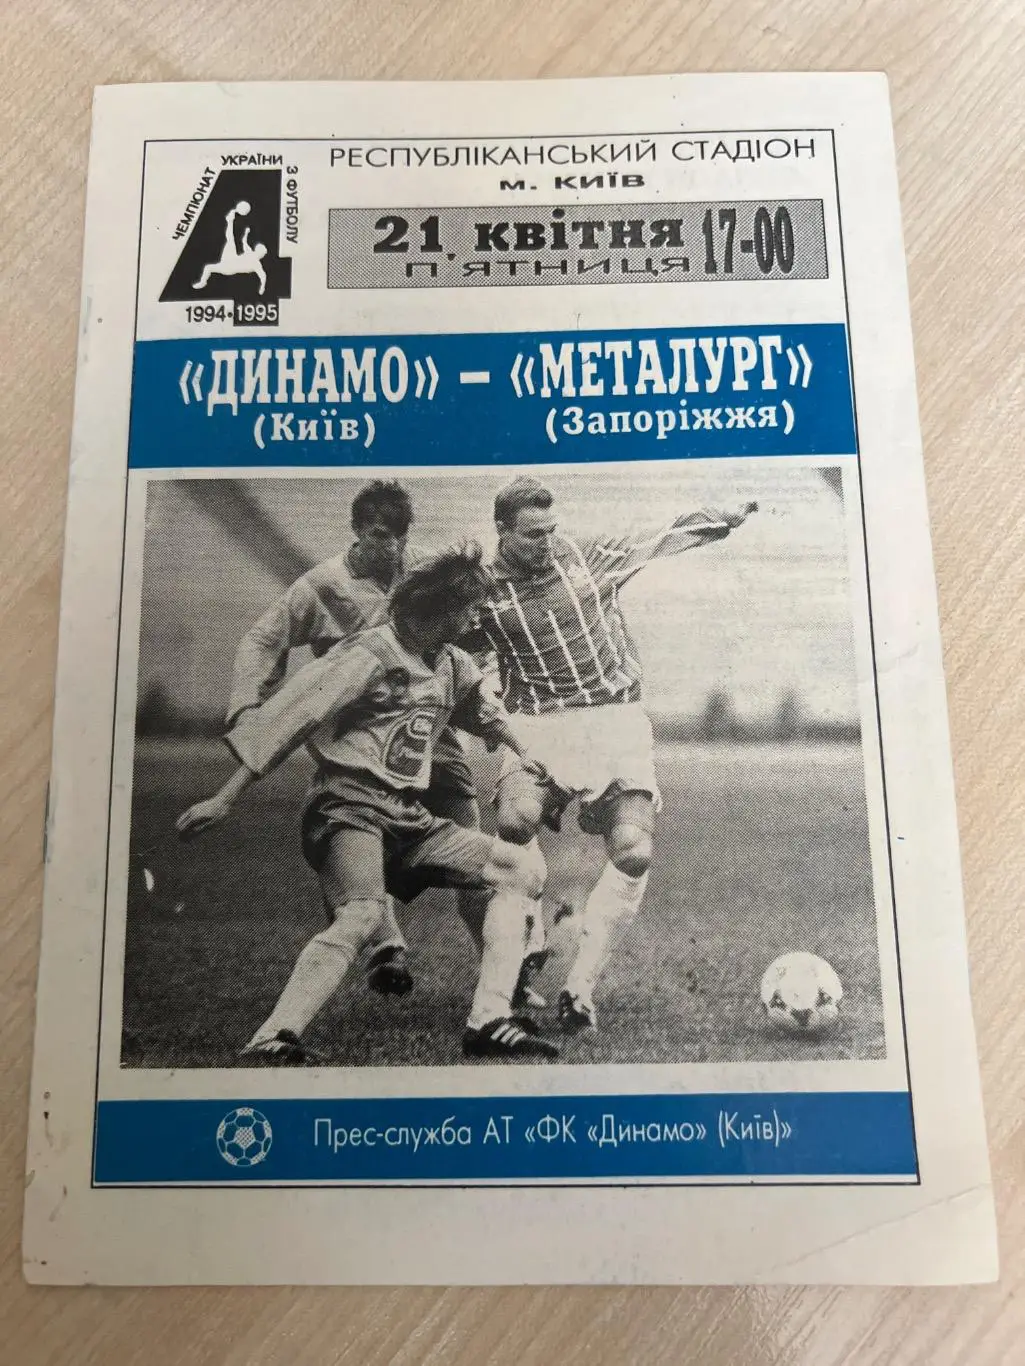 ЧЕМПІОНАТ УКРАЇНИ З ФУТБОЛУ
4
1994•1995
РЕСПУБЛІКАНСЬКИЙ СТАДІОН
м. КИЇВ
21 квітня 17-00
п'ятниця
«ДИНАМО» – «МЕТАЛУРГ»
(Київ) (Запоріжжя)
Прес-служба АТ «ФК «Динамо» (Київ)»